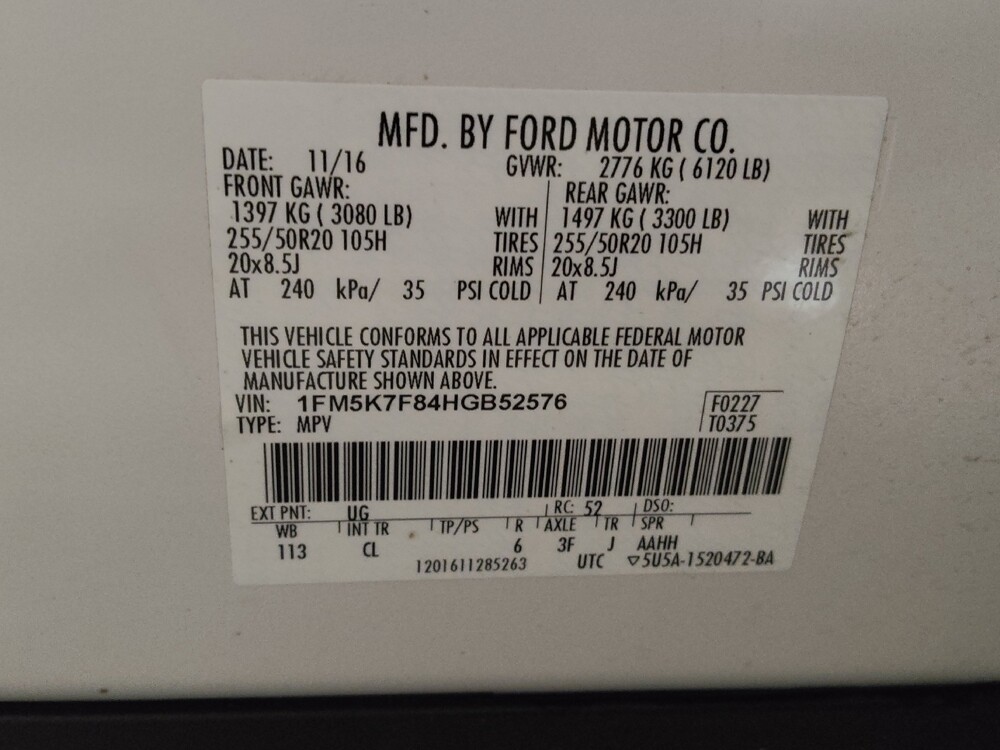 MFD. BY FORD MOTOR CO.
DATE: 11/16 GVWR: 2776 KG ( 6120 LB)
FRONT GAWR: REAR GAWR:
1397 KG ( 3080 LB) WITH 1497 KG ( 3300 LB) WITH
255/50R20 105H TIRES 255/50R20 105H TIRES
20x8.5J RIMS 20x8.5J RIMS
AT 240 kPa/ 35 PSI COLD AT 240 kPa/ 35 PSI COLD
THIS VEHICLE CONFORMS TO ALL APPLICABLE FEDERAL MOTOR
VEHICLE SAFETY STANDARDS IN EFFECT ON THE DATE OF
MANUFACTURE SHOWN ABOVE.
VIN: 1FM5K7F84HGB52576 F0227
TYPE: MPV T0375
EXT PNT: UG RC: 52 DSO:
WB INT TR TP/PS R AXLE TR SPR
113 CL 6 3F J AAHH
1201611285263 UTC ▽5U5A-1520472-BA